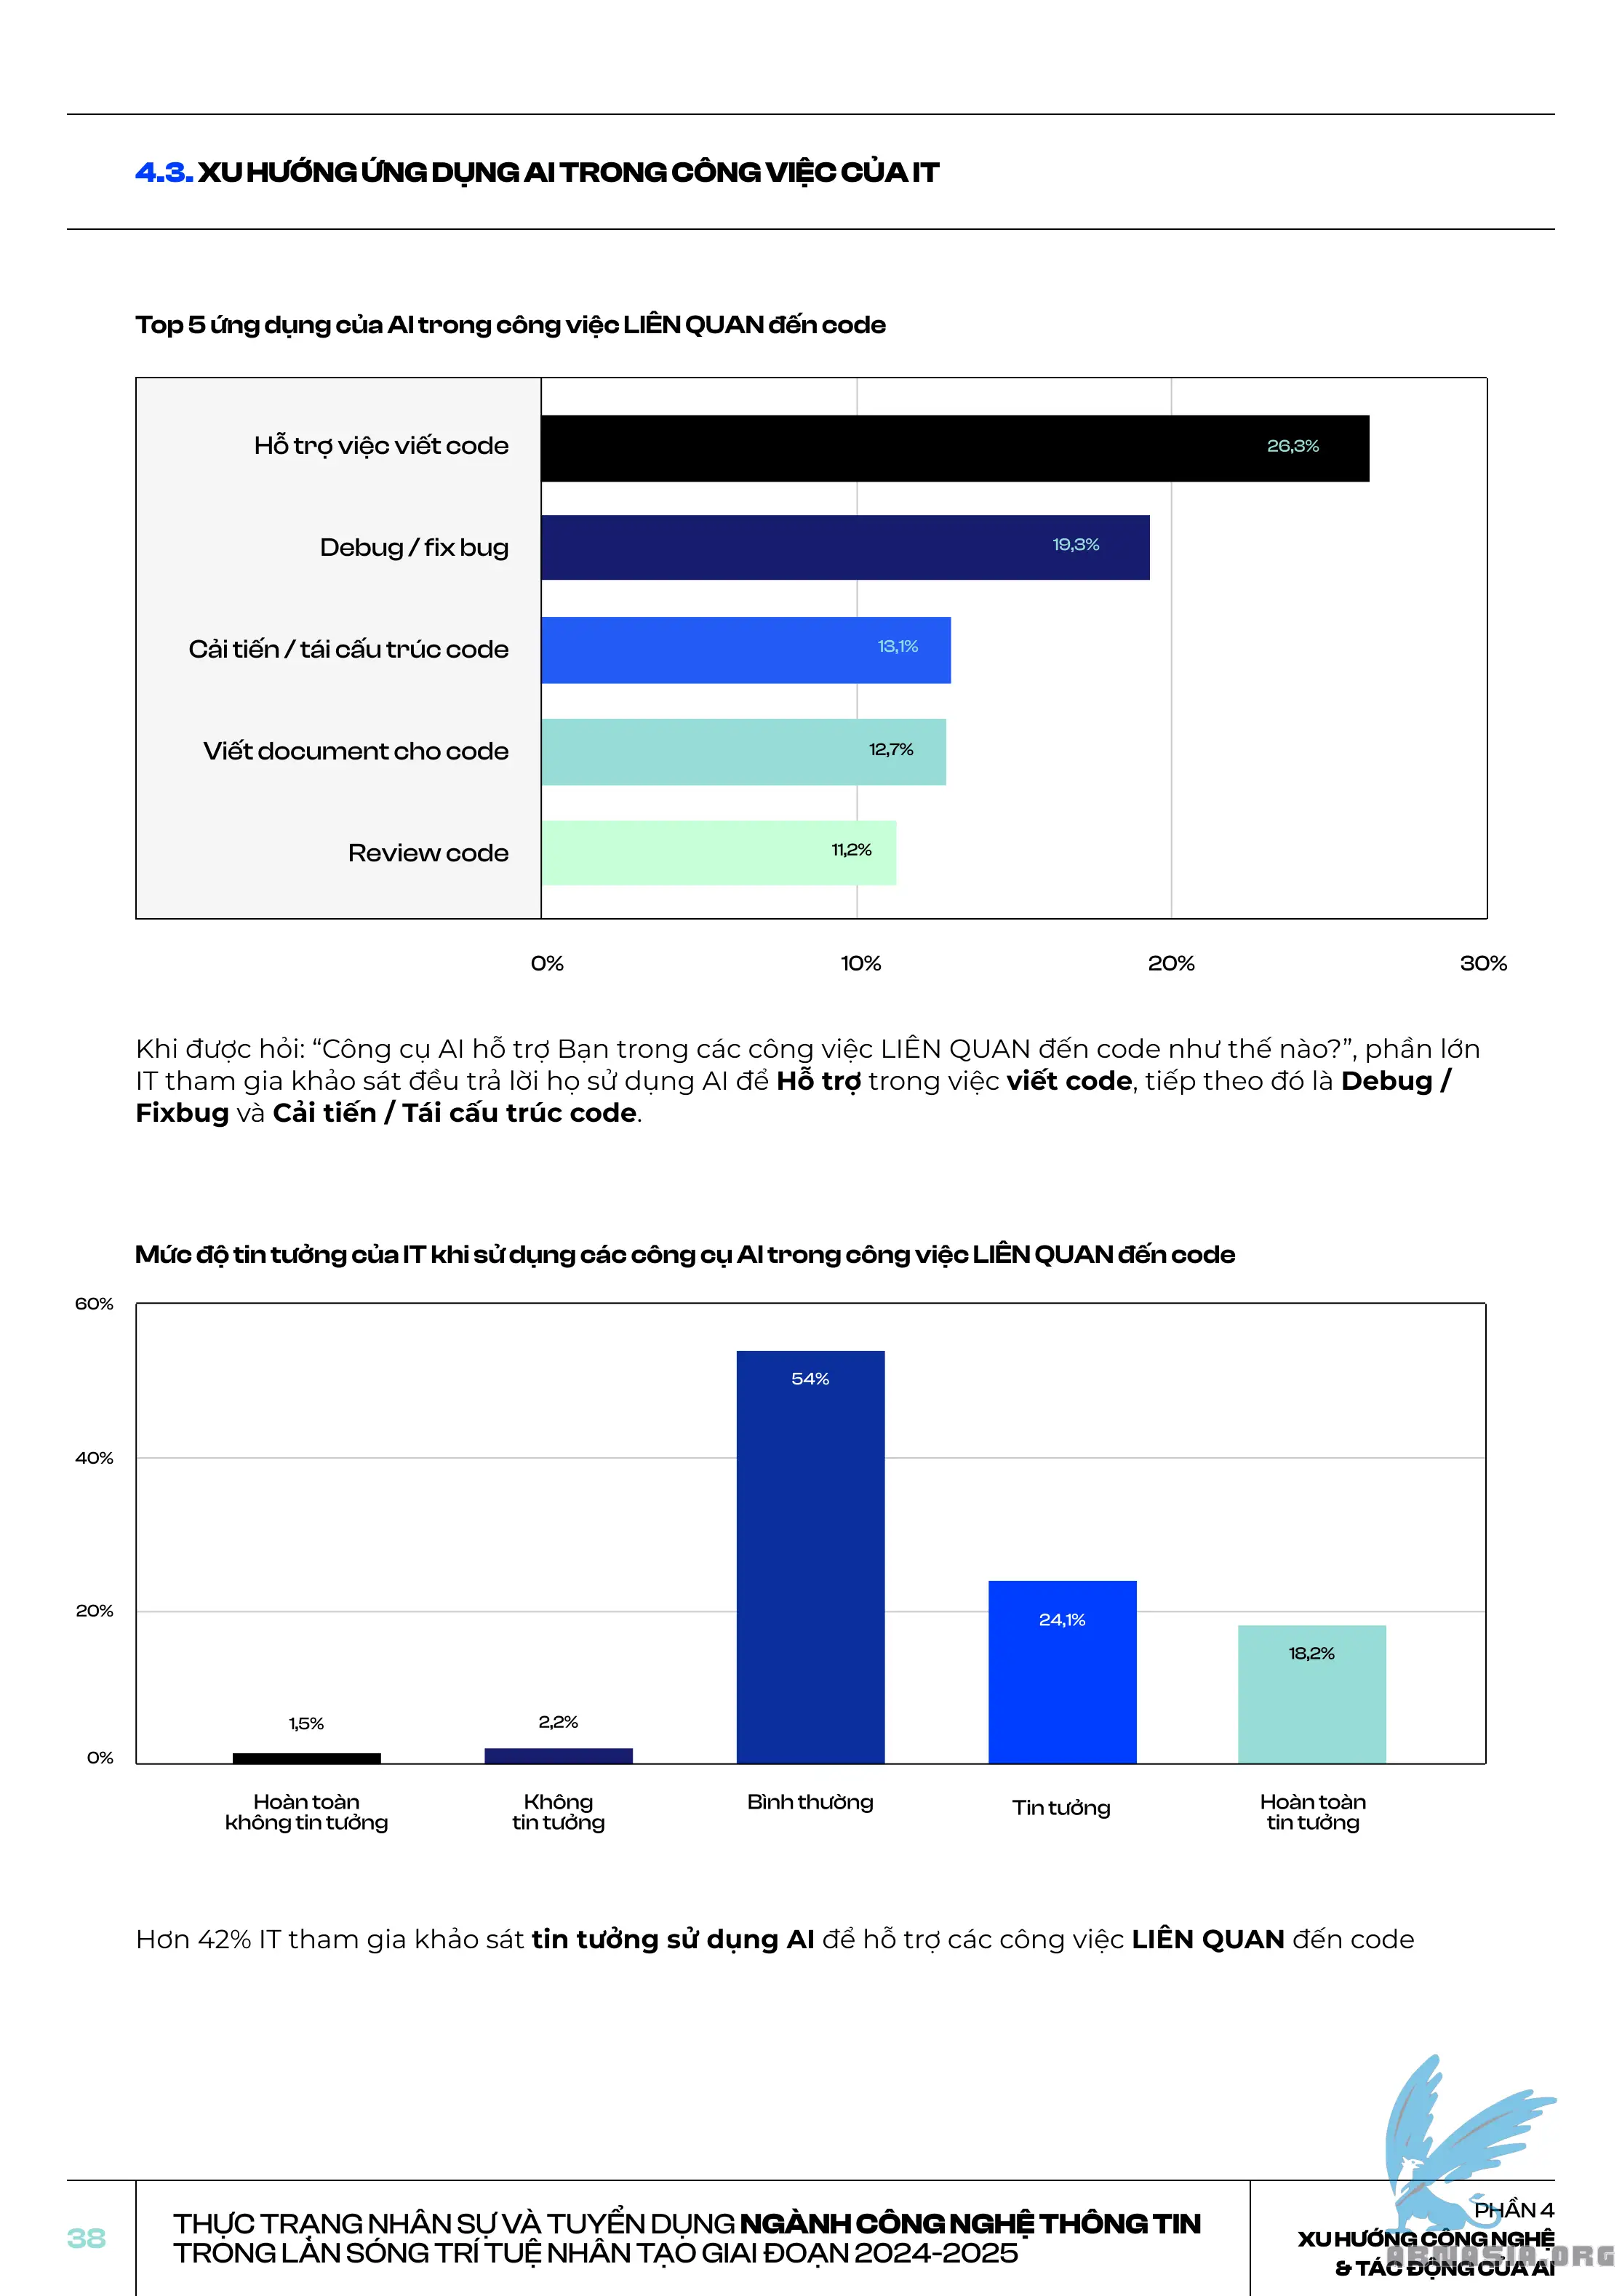 4.3. XU HƯỚNG ỨNG DỤNG AI TRONG CÔNG VIỆC CỦA IT
Top 5 ứng dụng của AI trong công việc LIÊN QUAN đến code
Hỗ trợ việc viết code
26,3%
Debug / fix bug
19,3%
Cải tiến / tái cấu trúc code
13,1%
Viết document cho code
12,7%
Review code
11,2%
0% 10% 20% 30%
Khi được hỏi: “Công cụ AI hỗ trợ Bạn trong các công việc LIÊN QUAN đến code như thế nào?”, phần lớn
IT tham gia khảo sát đều trả lời họ sử dụng AI để Hỗ trợ trong việc viết code, tiếp theo đó là Debug /
Fixbug và Cải tiến / Tái cấu trúc code.
Mức độ tin tưởng của IT khi sử dụng các công cụ AI trong công việc LIÊN QUAN đến code
60%
54%
40%
20%
24,1%
18,2%
1,5%
2,2%
0%
Hoàn toàn
không tin tưởng
Không
tin tưởng
Bình thường
Tin tưởng
Hoàn toàn
tin tưởng
Hơn 42% IT tham gia khảo sát tin tưởng sử dụng AI để hỗ trợ các công việc LIÊN QUAN đến code
38
THỰC TRẠNG NHÂN SỰ VÀ TUYỂN DỤNG NGÀNH CÔNG NGHỆ THÔNG TIN
TRONG LÀN SÓNG TRÍ TUỆ NHÂN TẠO GIAI ĐOẠN 2024-2025
PHẦN 4
XU HƯỚNG CÔNG NGHỆ
& TÁC ĐỘNG CỦA AI
ARMASIA.ORG